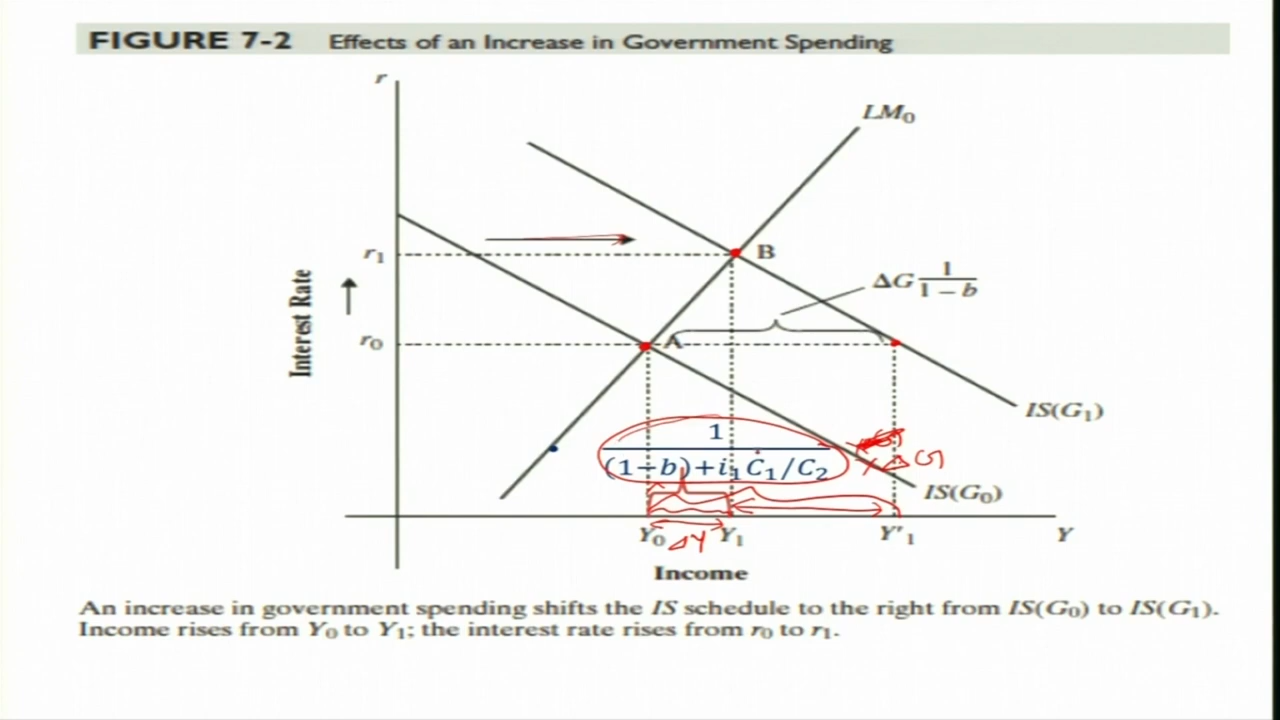 FIGURE 7-2 Effects of an Increase in Government Spending
r
LM₀
r₁
B
ΔG 1/(1 − b)
Interest Rate
r₀
A
IS(G₁)
1/((1−b)+i₁C₁/C₂)
×ΔG
IS(G₀)
Y₀
ΔY
Y₁
Y'₁
Y
Income
An increase in government spending shifts the IS schedule to the right from IS(G₀) to IS(G₁).
Income rises from Y₀ to Y₁; the interest rate rises from r₀ to r₁.